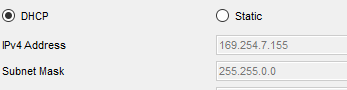 DHCP Static
IPv4 Address 169.254.7.155
Subnet Mask 255.255.0.0